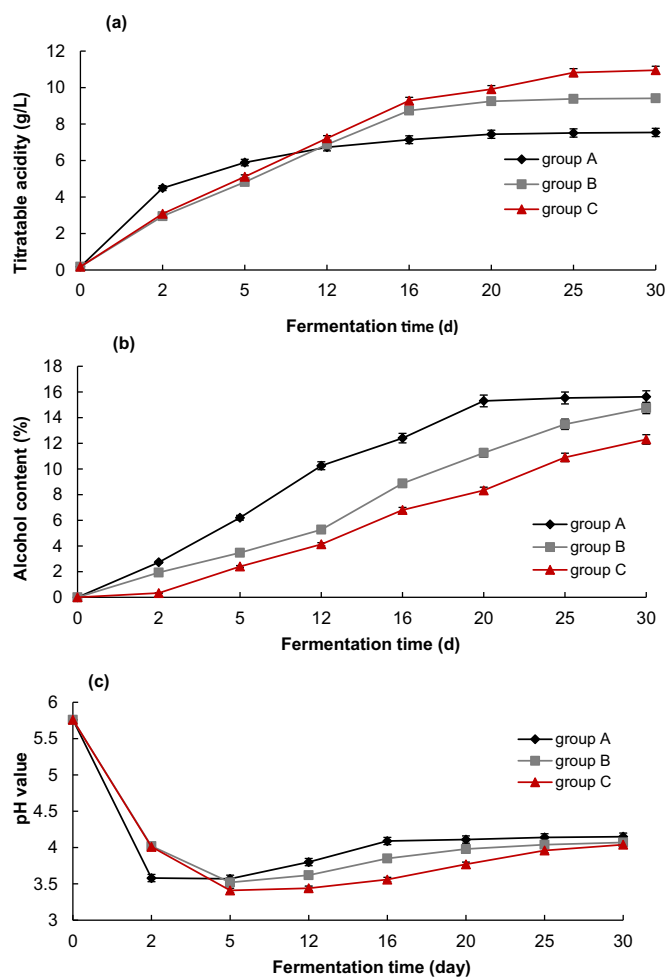 (a)
Titratable acidity (g/L)
12
10
8
6
4
2
0
group A
group B
group C
0 2 5 12 16 20 25 30
Fermentation time (d)
(b)
Alcohol content (%)
18
16
14
12
10
8
6
4
2
0
group A
group B
group C
0 2 5 12 16 20 25 30
Fermentation time (d)
(c)
pH value
6
5.5
5
4.5
4
3.5
3
group A
group B
group C
0 2 5 12 16 20 25 30
Fermentation time (day)